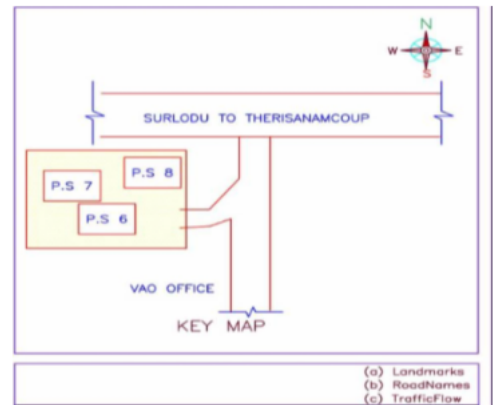 N
W E
S
SURLODU TO THERISANAMCOUP
P.S 8
P.S 7
P.S 6
VAO OFFICE
KEY MAP
(a) Landmarks
(b) RoadNames
(c) TrafficFlow